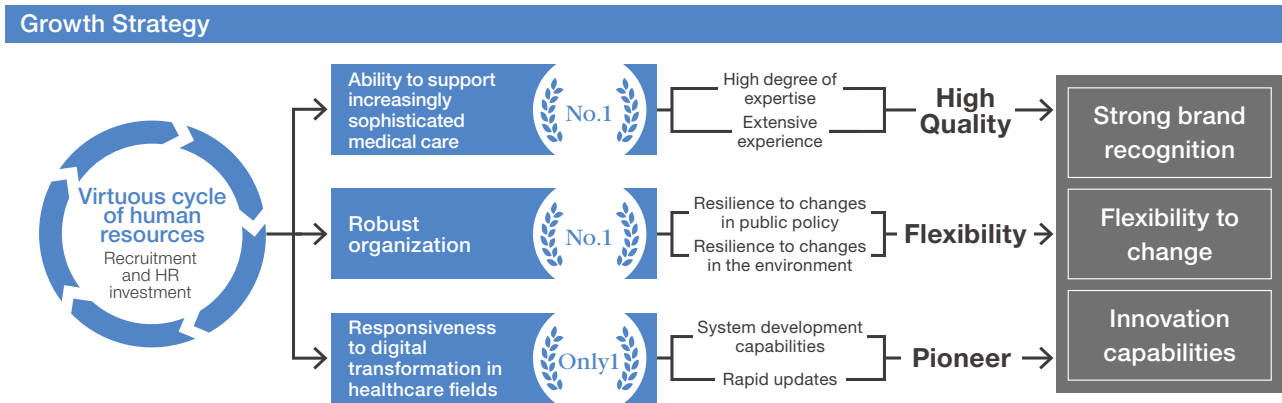 Growth Strategy
Virtuous cycle
of human
resources
Recruitment
and HR
investment
Ability to support
increasingly
sophisticated
medical care
No.1
High degree of
expertise
Extensive
experience
High
Quality
Strong brand
recognition
Robust
organization
No.1
Resilience to changes
in public policy
Resilience to changes
in the environment
Flexibility
Flexibility to
change
Responsiveness
to digital
transformation in
healthcare fields
Only1
System development
capabilities
Rapid updates
Pioneer
Innovation
capabilities